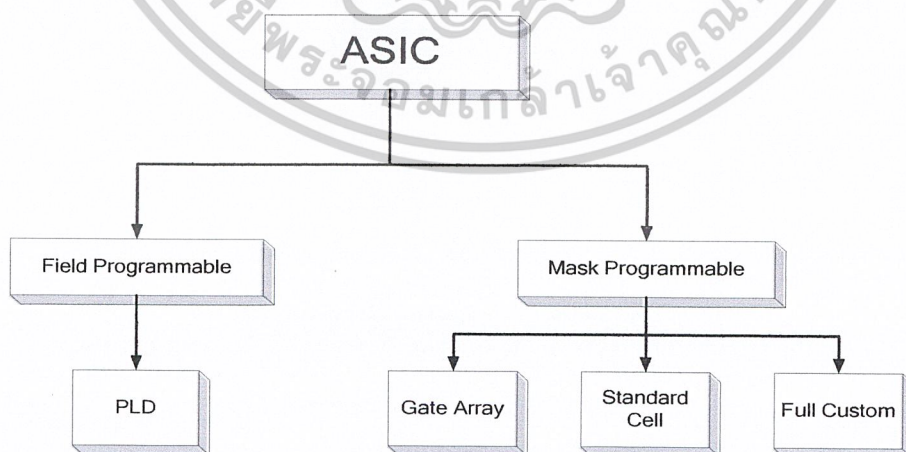 ASIC
Field Programmable
Mask Programmable
PLD
Gate Array
Standard
Cell
Full Custom